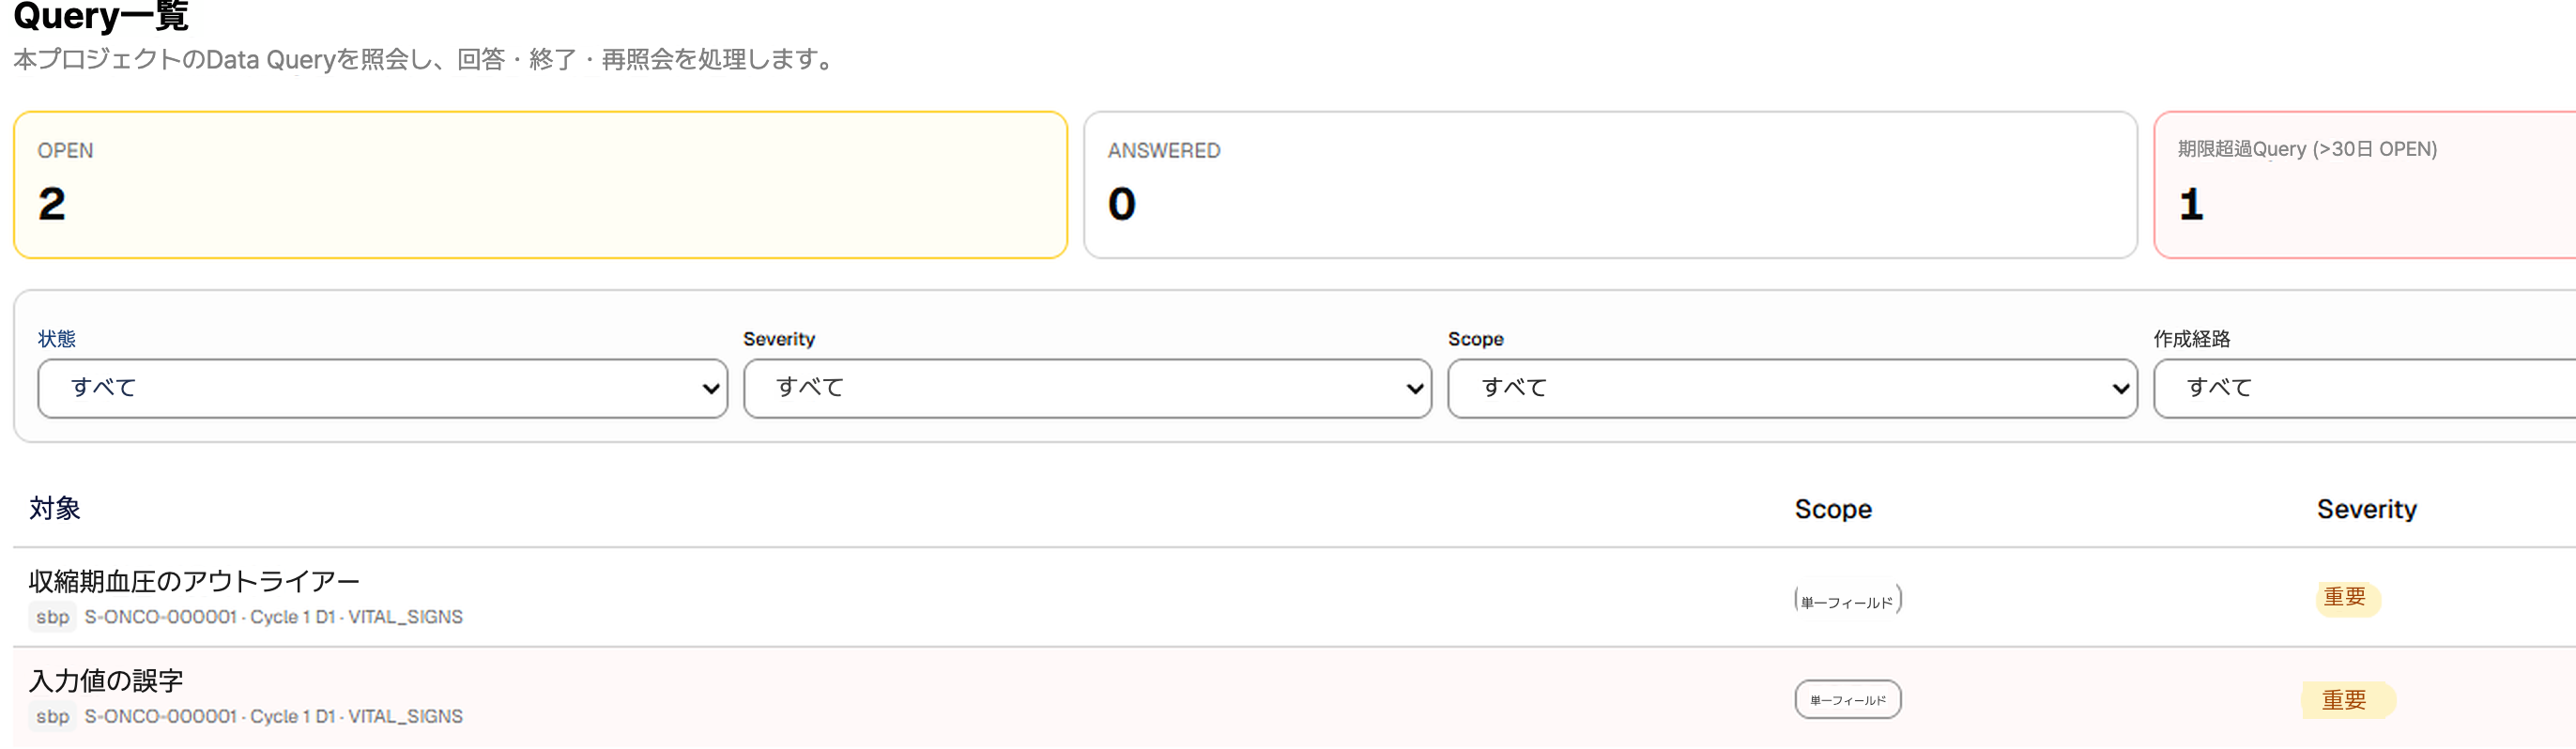 Query一覧
本プロジェクトのData Queryを照会し、回答・終了・再照会を処理します。
OPEN
2
ANSWERED
0
期限超過Query (>30日 OPEN)
1
状態
すべて
Severity
すべて
Scope
すべて
作成経路
すべて
対象 Scope Severity
収縮期血圧のアウトライアー
sbp S-ONCO-000001 · Cycle 1 D1 · VITAL_SIGNS
単一フィールド
重要
入力値の誤字
sbp S-ONCO-000001 · Cycle 1 D1 · VITAL_SIGNS
単一フィールド
重要